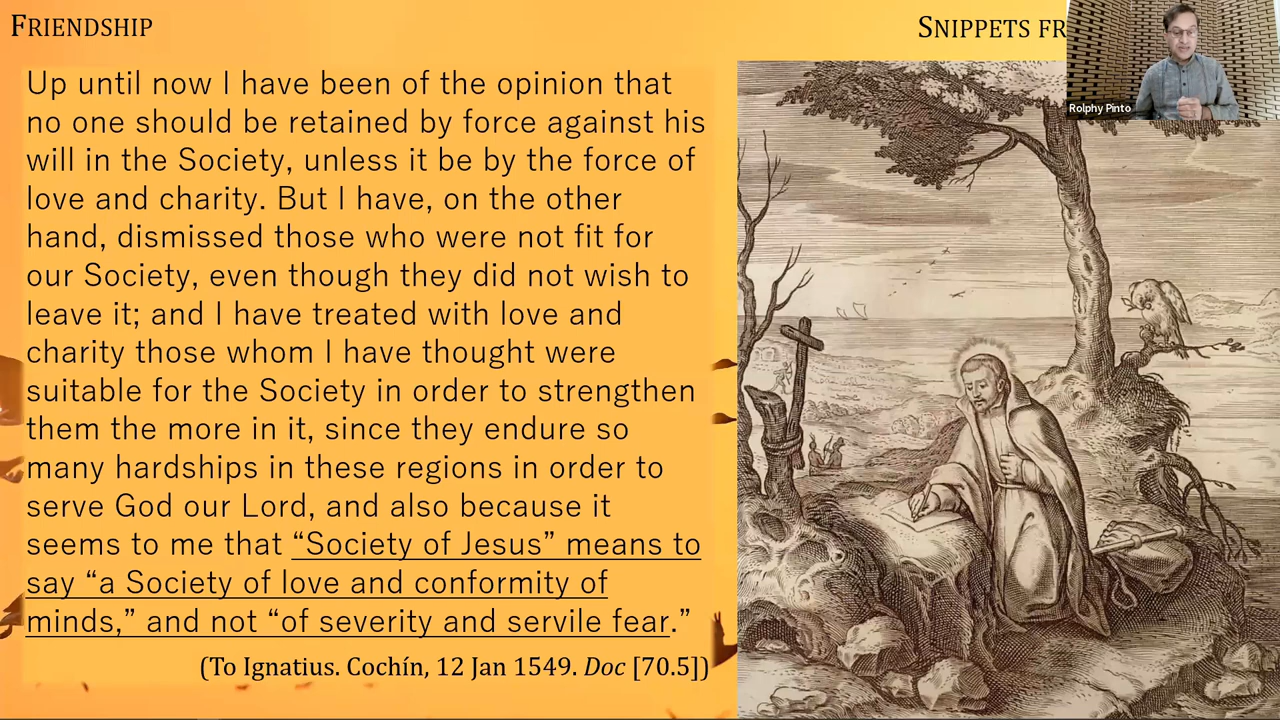 FRIENDSHIP
SNIPPETS FR
Rolphy Pinto
Up until now I have been of the opinion that
no one should be retained by force against his
will in the Society, unless it be by the force of
love and charity. But I have, on the other
hand, dismissed those who were not fit for
our Society, even though they did not wish to
leave it; and I have treated with love and
charity those whom I have thought were
suitable for the Society in order to strengthen
them the more in it, since they endure so
many hardships in these regions in order to
serve God our Lord, and also because it
seems to me that “Society of Jesus” means to
say “a Society of love and conformity of
minds,” and not “of severity and servile fear.”
(To Ignatius. Cochín, 12 Jan 1549. Doc [70.5])